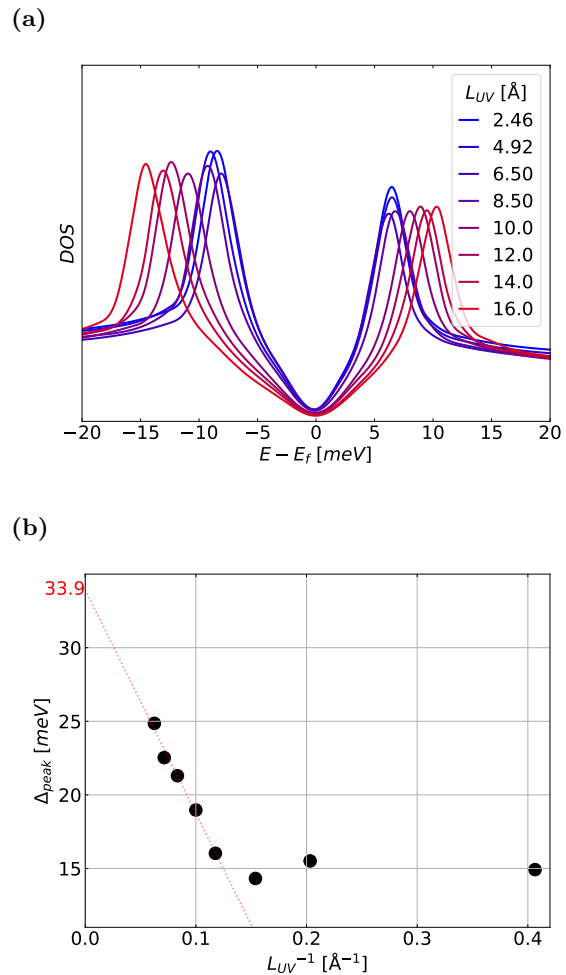 (a)
L_UV [Å]
2.46
4.92
6.50
8.50
10.0
12.0
14.0
16.0
DOS
−20 −15 −10 −5 0 5 10 15 20
E − E_f [meV]
(b)
33.9
30
25
20
15
Δ_peak [meV]
0.0 0.1 0.2 0.3 0.4
L_UV⁻¹ [Å⁻¹]